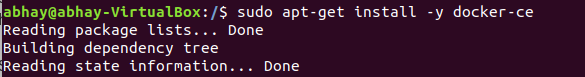 abhay@abhay-VirtualBox:/$ sudo apt-get install -y docker-ce
Reading package lists... Done
Building dependency tree
Reading state information... Done